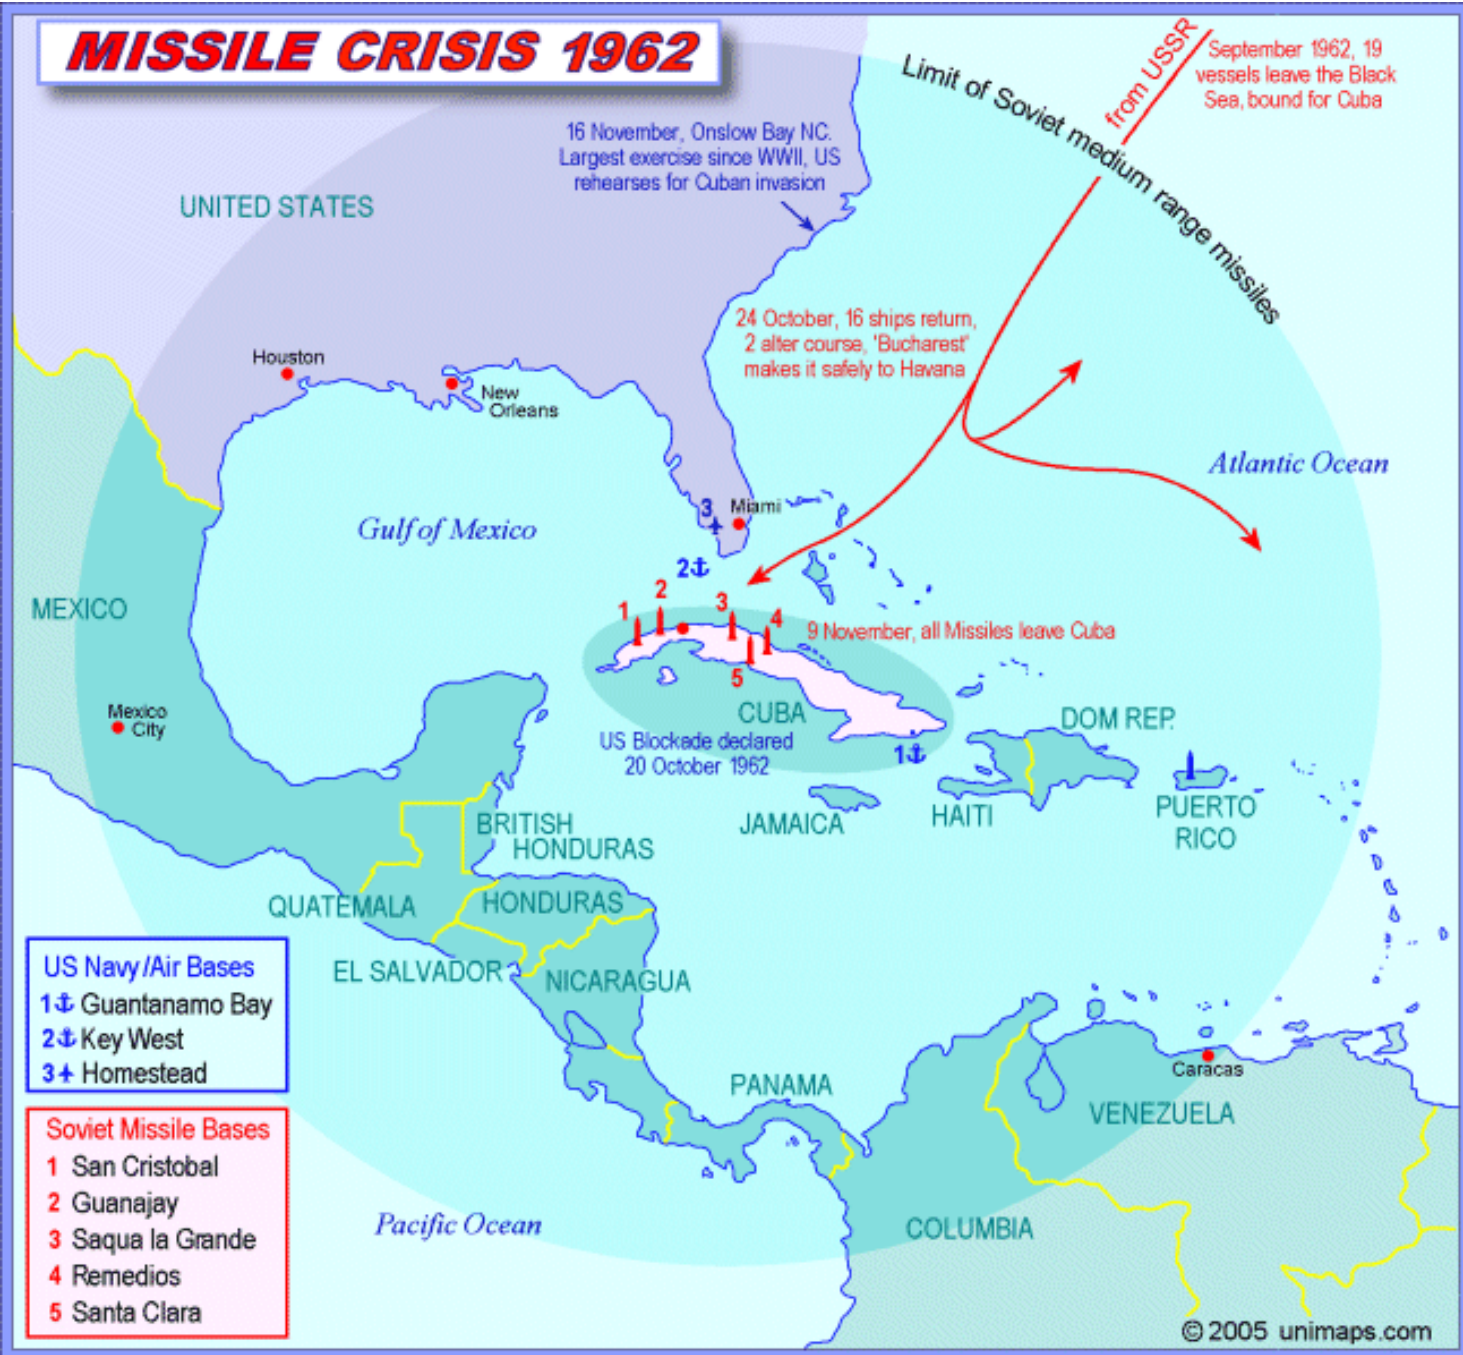 MISSILE CRISIS 1962
from USSR
September 1962, 19
vessels leave the Black
Sea, bound for Cuba
Limit of Soviet medium range missiles
16 November, Onslow Bay NC.
Largest exercise since WWII, US
rehearses for Cuban invasion
UNITED STATES
24 October, 16 ships return,
2 alter course, 'Bucharest'
makes it safely to Havana
Houston
New
Orleans
Atlantic Ocean
Gulf of Mexico
3
Miami
2
MEXICO
1
2
3
4
9 November, all Missiles leave Cuba
5
Mexico
City
CUBA
DOM REP.
US Blockade declared
20 October 1962
1
JAMAICA
HAITI
PUERTO
RICO
BRITISH
HONDURAS
QUATEMALA
HONDURAS
EL SALVADOR
NICARAGUA
US Navy/Air Bases
1 Guantanamo Bay
2 Key West
3 Homestead
PANAMA
Caracas
VENEZUELA
COLUMBIA
Pacific Ocean
Soviet Missile Bases
1 San Cristobal
2 Guanajay
3 Saqua la Grande
4 Remedios
5 Santa Clara
© 2005 unimaps.com